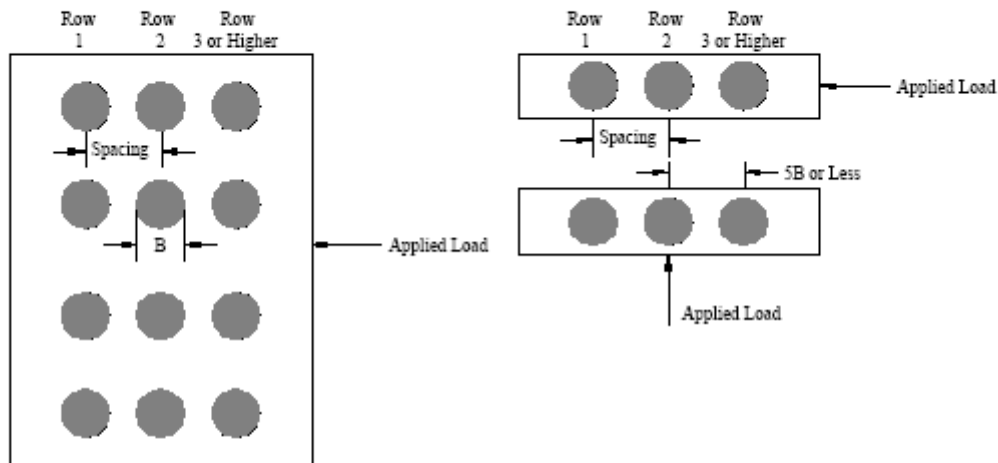 Row Row Row
1 2 3 or Higher
Spacing
B
Applied Load
Row Row Row
1 2 3 or Higher
Applied Load
Spacing
5B or Less
Applied Load